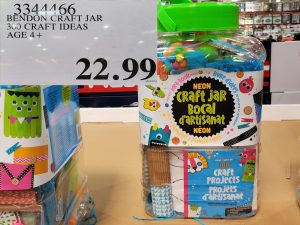 3344466
BENDON CRAFT JAR
300 CRAFT IDEAS
AGE 4+
22.99
NEON
CRAFT JAR
BOCAL
d'artisanat
NEON
CRAFT
PROJECTS
PROJETS
d'artisanat